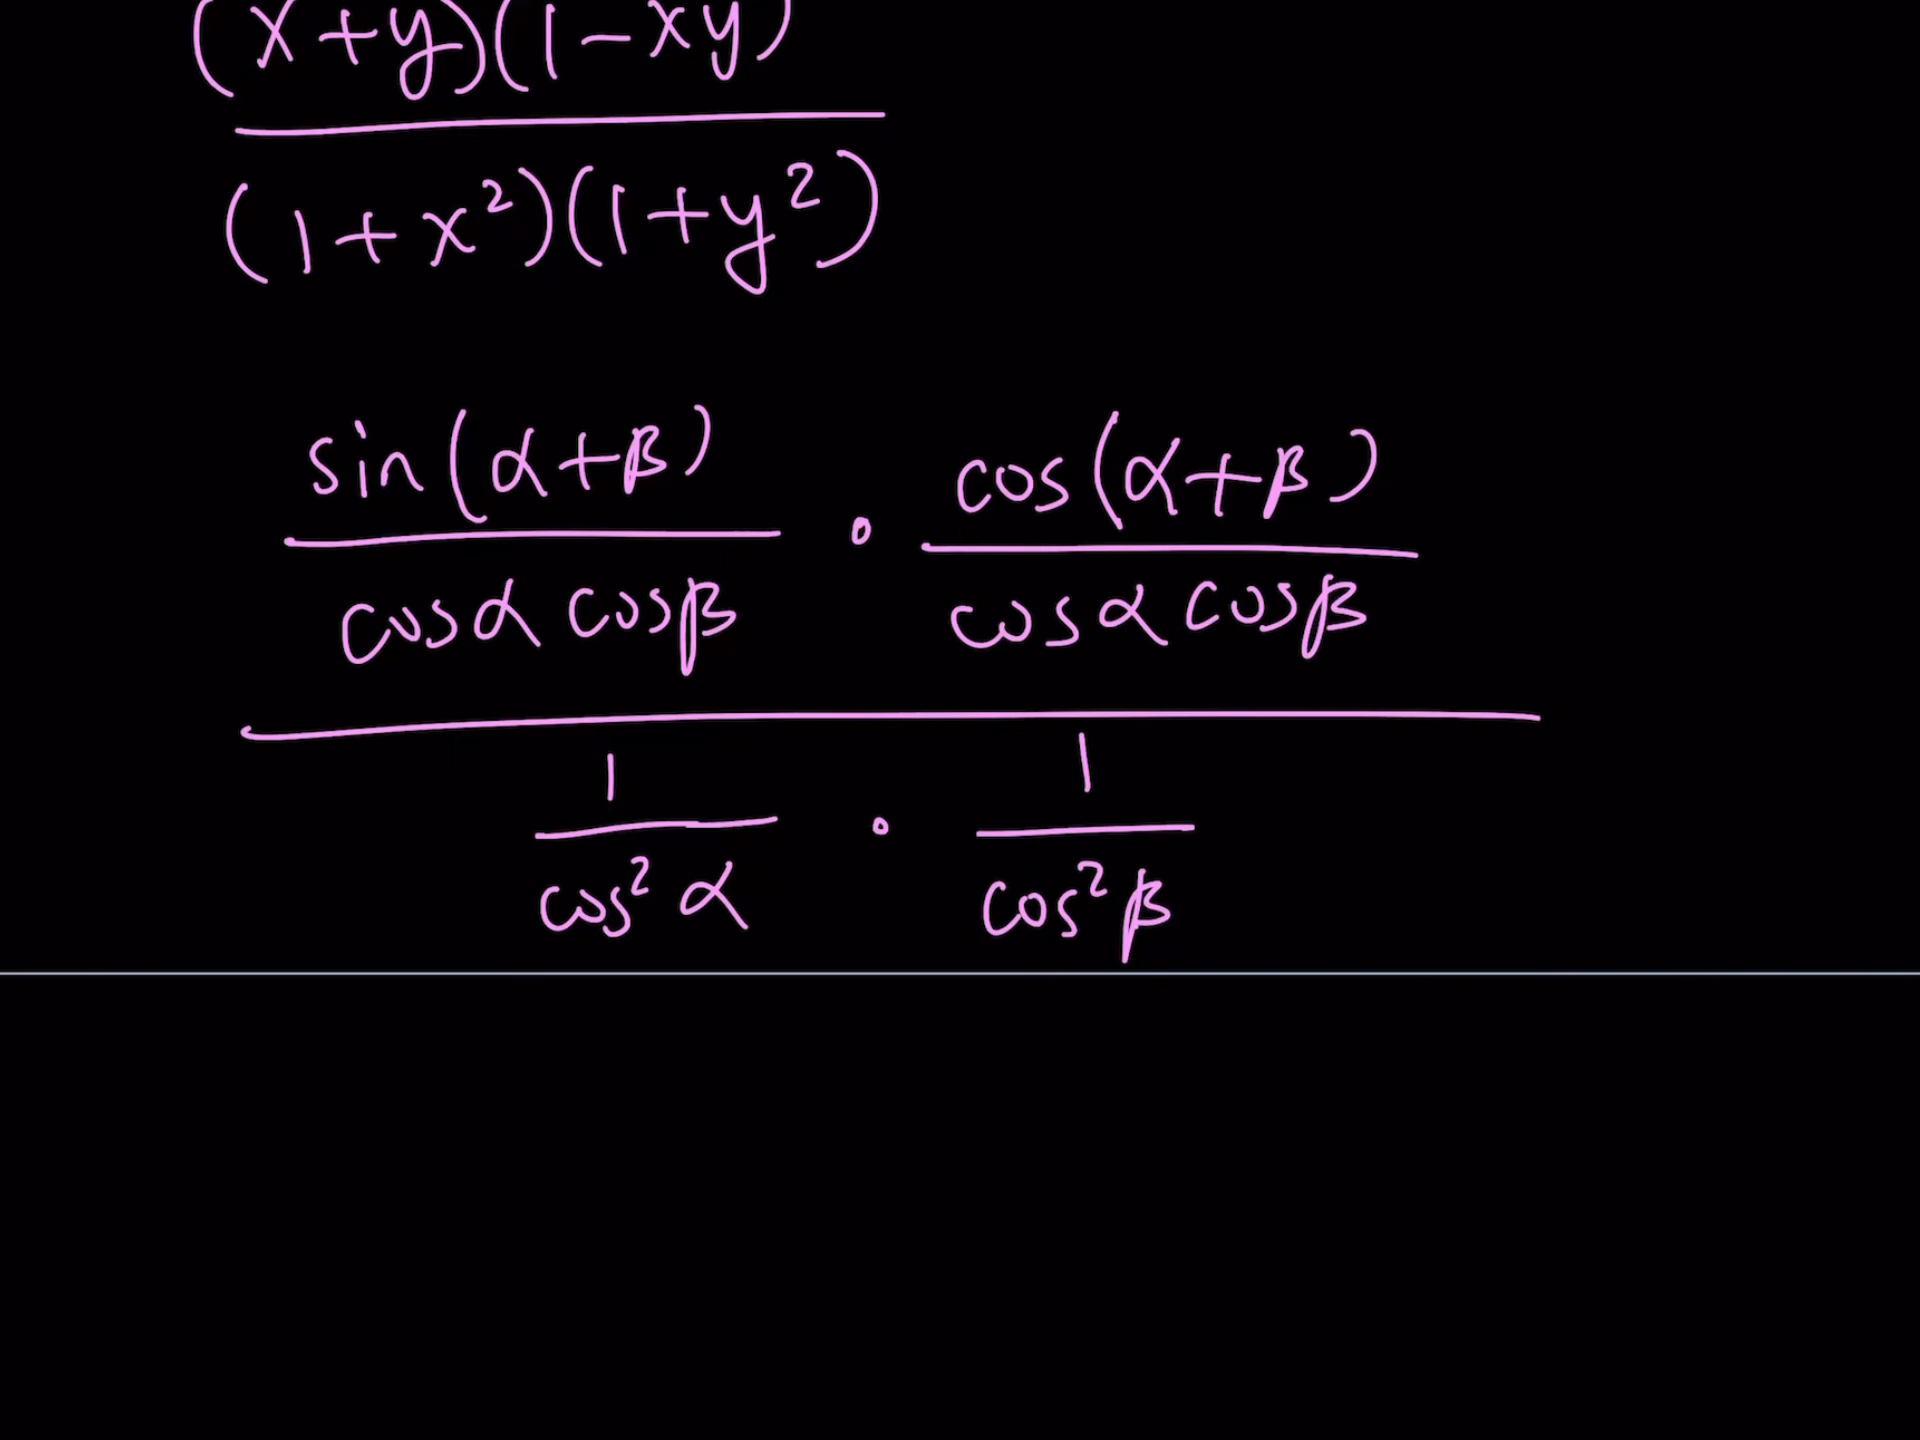 (x+y)(1-xy)
(1+x²)(1+y²)
sin(α+β) · cos(α+β)
cosα cosβ cosα cosβ
1 · 1
cos²α cos²β